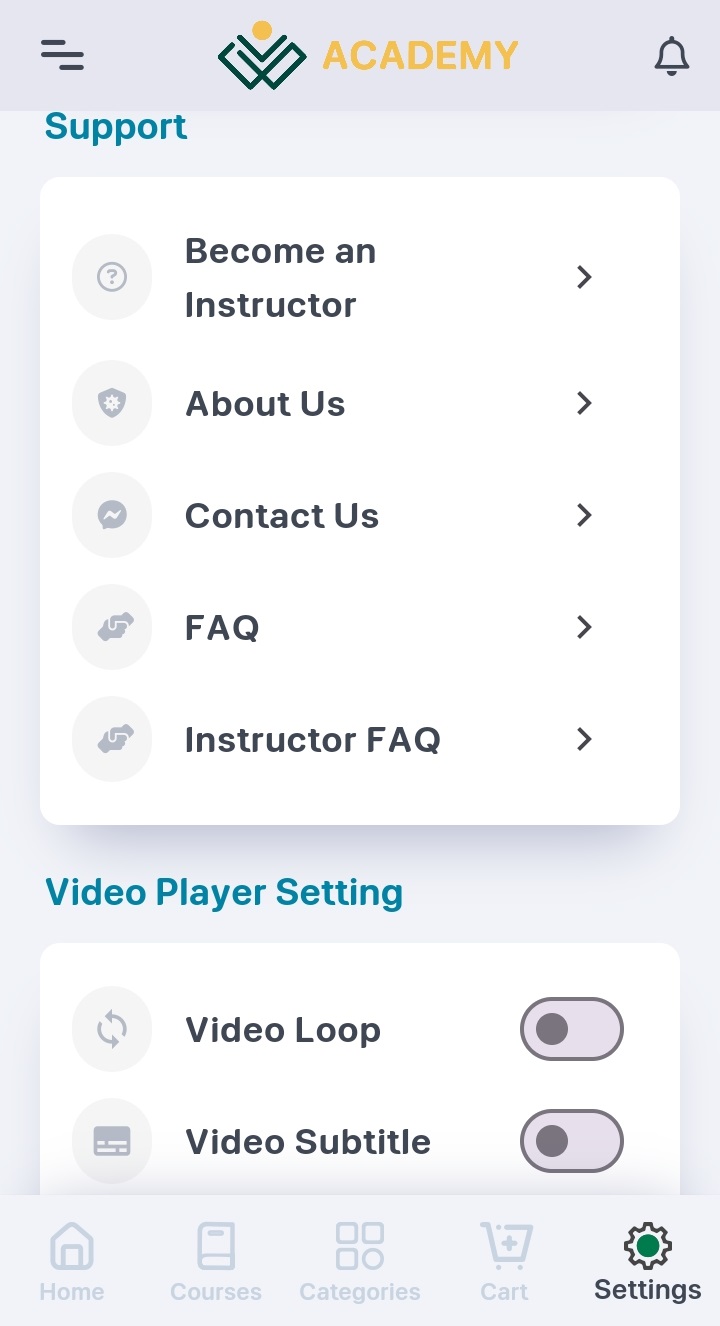 ACADEMY
Support
Become an
Instructor
About Us
Contact Us
FAQ
Instructor FAQ
Video Player Setting
Video Loop
Video Subtitle
Home
Courses
Categories
Cart
Settings